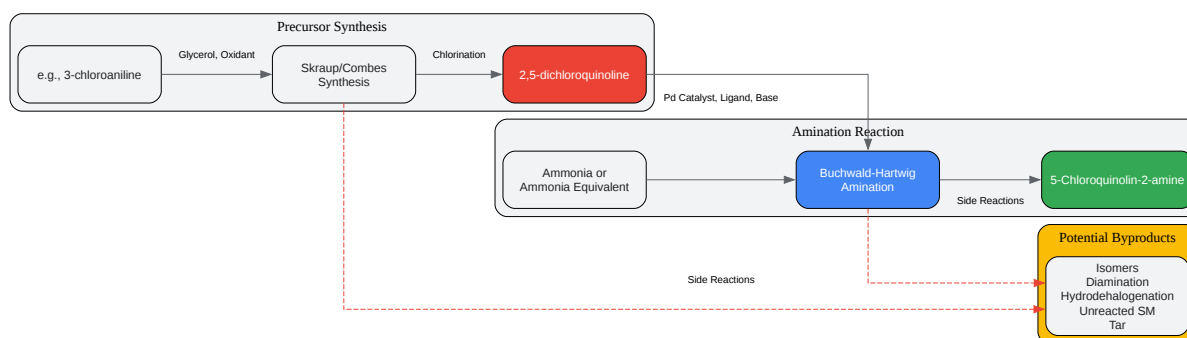 Precursor Synthesis
e.g., 3-chloroaniline
Glycerol, Oxidant
Skraup/Combes
Synthesis
Chlorination
2,5-dichloroquinoline
Pd Catalyst, Ligand, Base
Amination Reaction
Ammonia or
Ammonia Equivalent
Buchwald-Hartwig
Amination
Side Reactions
5-Chloroquinolin-2-amine
Potential Byproducts
Side Reactions
Isomers
Diamination
Hydrodehalogenation
Unreacted SM
Tar